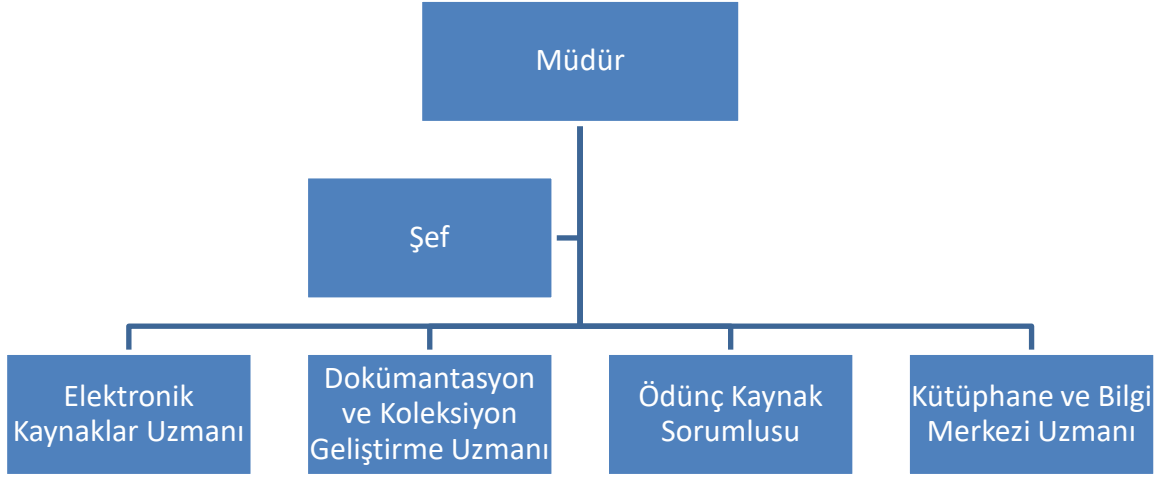 Müdür
Şef
Elektronik
Kaynaklar Uzmanı
Dokümantasyon
ve Koleksiyon
Geliştirme Uzmanı
Ödünç Kaynak
Sorumlusu
Kütüphane ve Bilgi
Merkezi Uzmanı